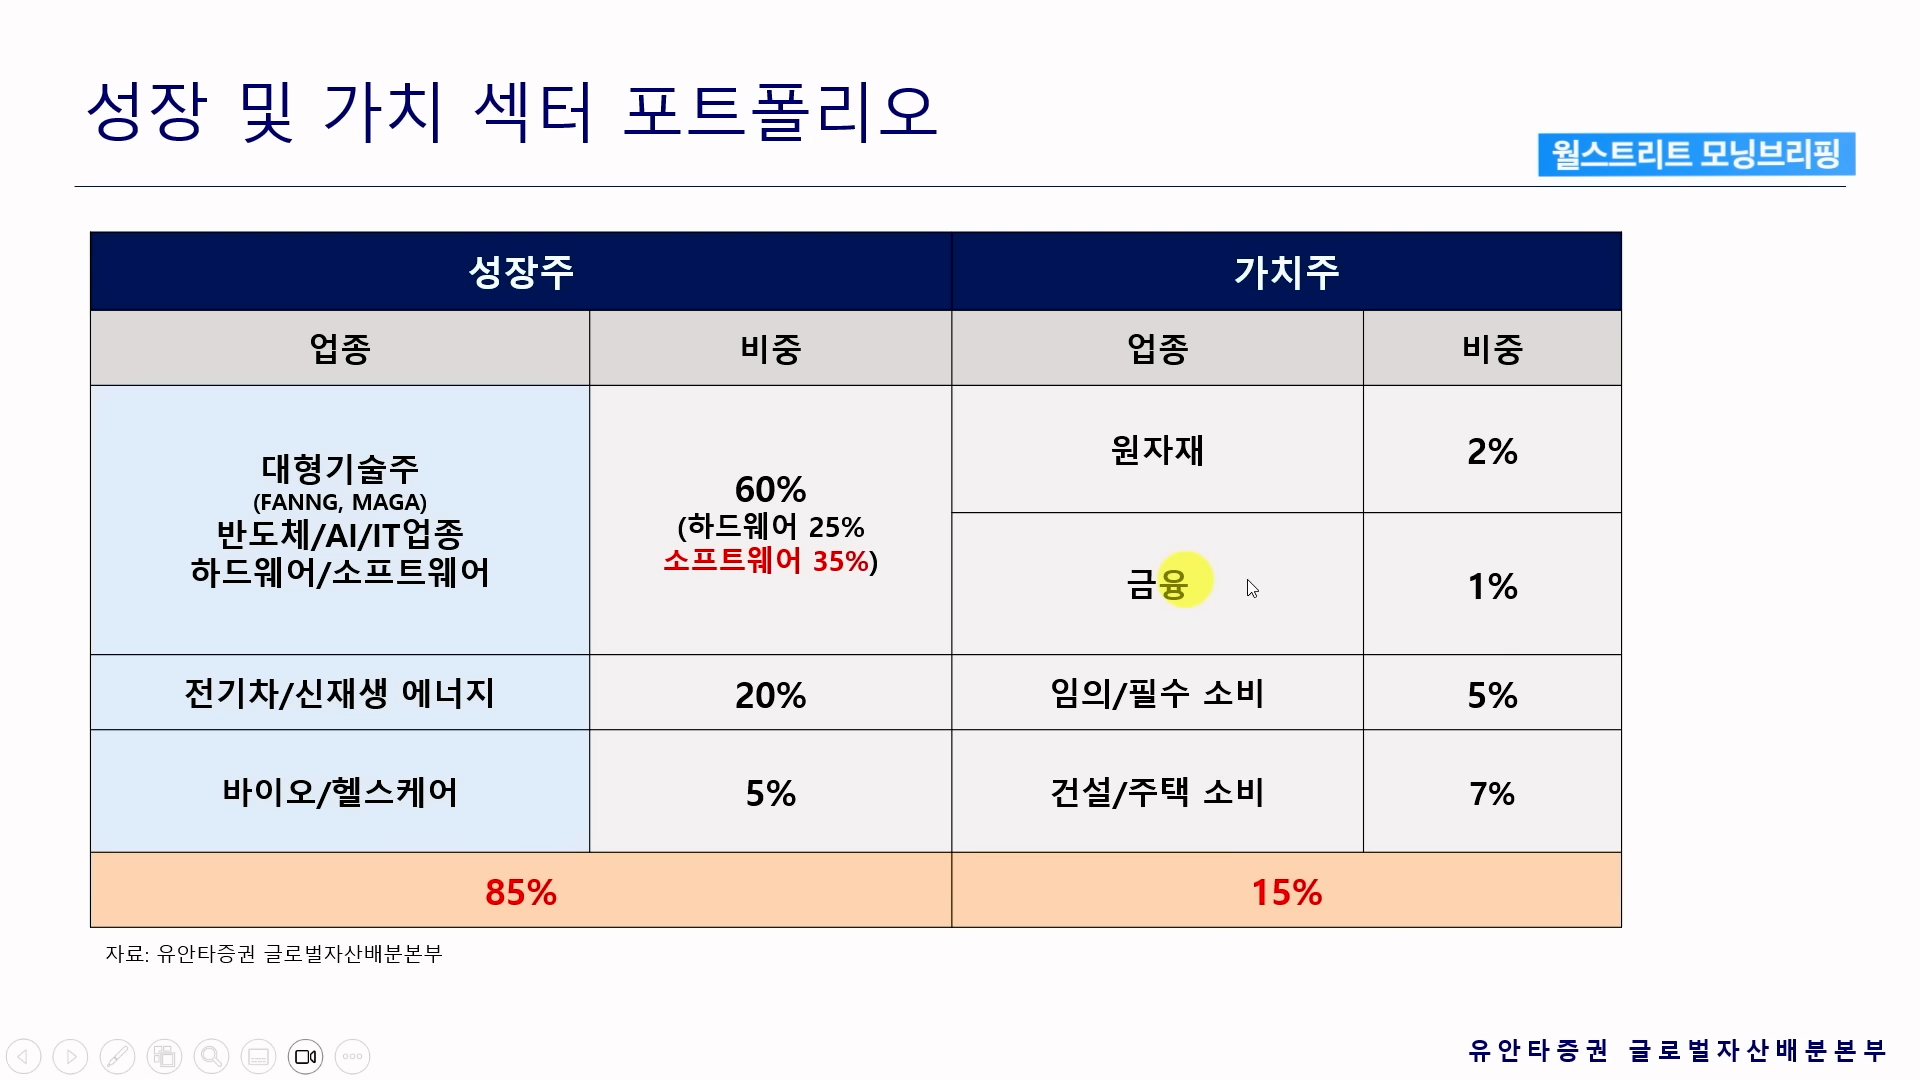 성장 및 가치 섹터 포트폴리오
월스트리트 모닝브리핑
성장주
가치주
업종
비중
업종
비중
대형기술주
(FANNG, MAGA)
반도체/AI/IT업종
하드웨어/소프트웨어
60%
(하드웨어 25%
소프트웨어 35%)
원자재
2%
금융
1%
전기차/신재생 에너지
20%
임의/필수 소비
5%
바이오/헬스케어
5%
건설/주택 소비
7%
85%
15%
자료: 유안타증권 글로벌자산배분본부
유안타증권 글로벌자산배분본부